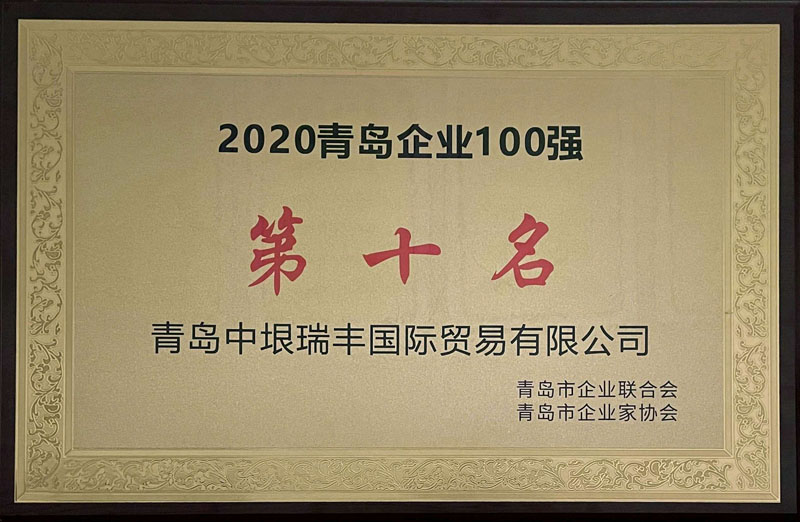 2020青岛企业100强
第十名
青岛中垠瑞丰国际贸易有限公司
青岛市企业联合会
青岛市企业家协会